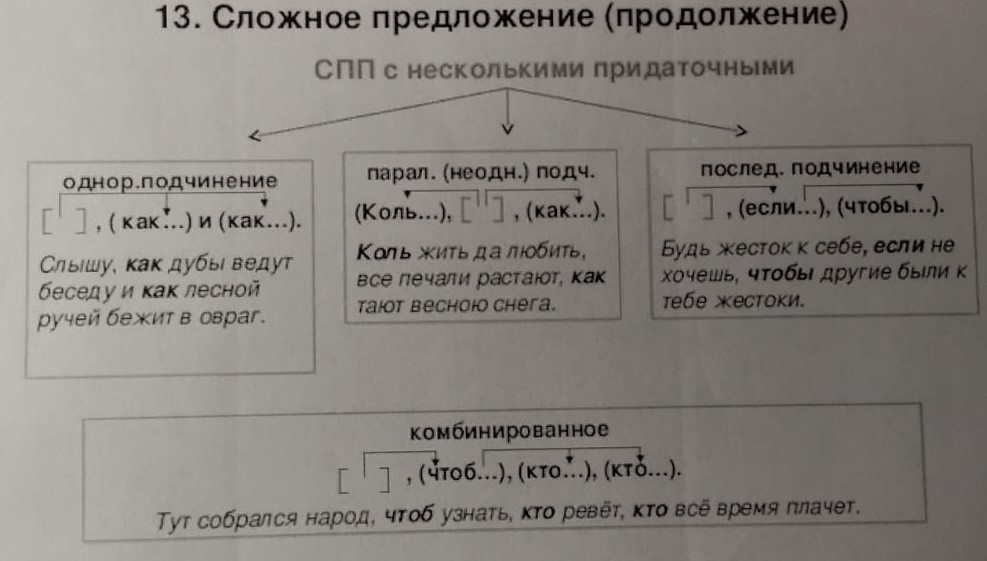 13. Сложное предложение (продолжение)
СПП с несколькими придаточными
однор.подчинение
[ ], (как...) и (как...).
Слышу, как дубы ведут
беседу и как лесной
ручей бежит в овраг.
парал. (неодн.) подч.
(Коль...), [ ], (как...).
Коль жить да любить,
все печали растают, как
тают весною снега.
послед. подчинение
[ ], (если...), (чтобы...).
Будь жесток к себе, если не
хочешь, чтобы другие были к
тебе жестоки.
комбинированное
[ ], (чтоб...), (кто...), (кто...).
Тут собрался народ, чтоб узнать, кто ревёт, кто всё время плачет.